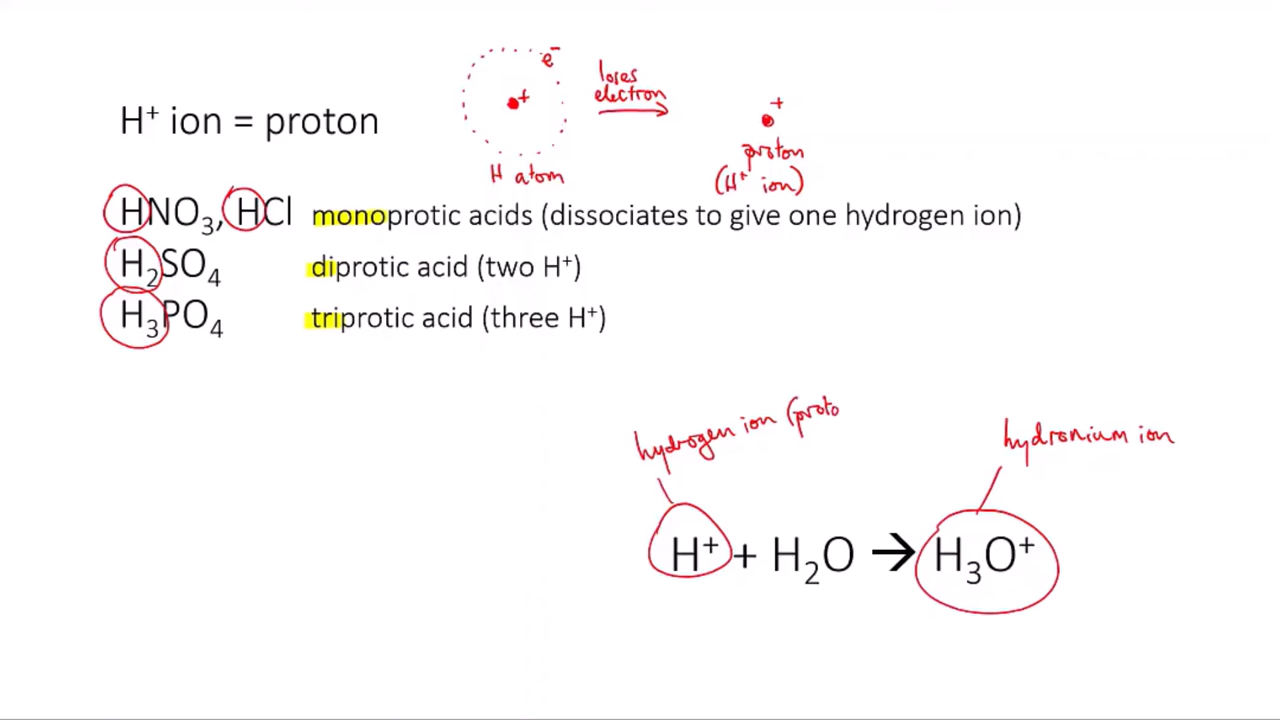 e⁻
loses
electron
+
+
H⁺ ion = proton
proton
H atom
(H⁺ ion)
HNO₃, HCl monoprotic acids (dissociates to give one hydrogen ion)
H₂SO₄ diprotic acid (two H⁺)
H₃PO₄ triprotic acid (three H⁺)
hydrogen ion (proto
hydronium ion
H⁺ + H₂O → H₃O⁺